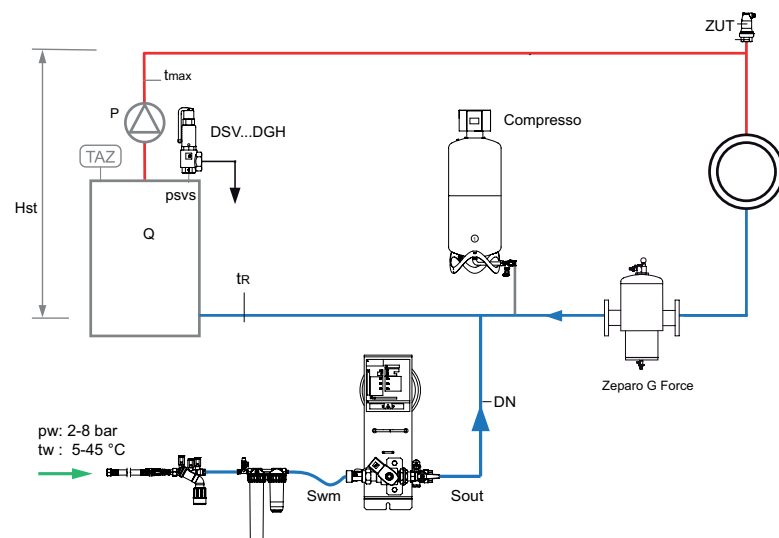 ZUT
tmax
P
DSV...DGH
Compresso
TAZ
psvs
Hst
Q
tR
Zeparo G Force
DN
pw: 2-8 bar
tw : 5-45 °C
Swm
Sout